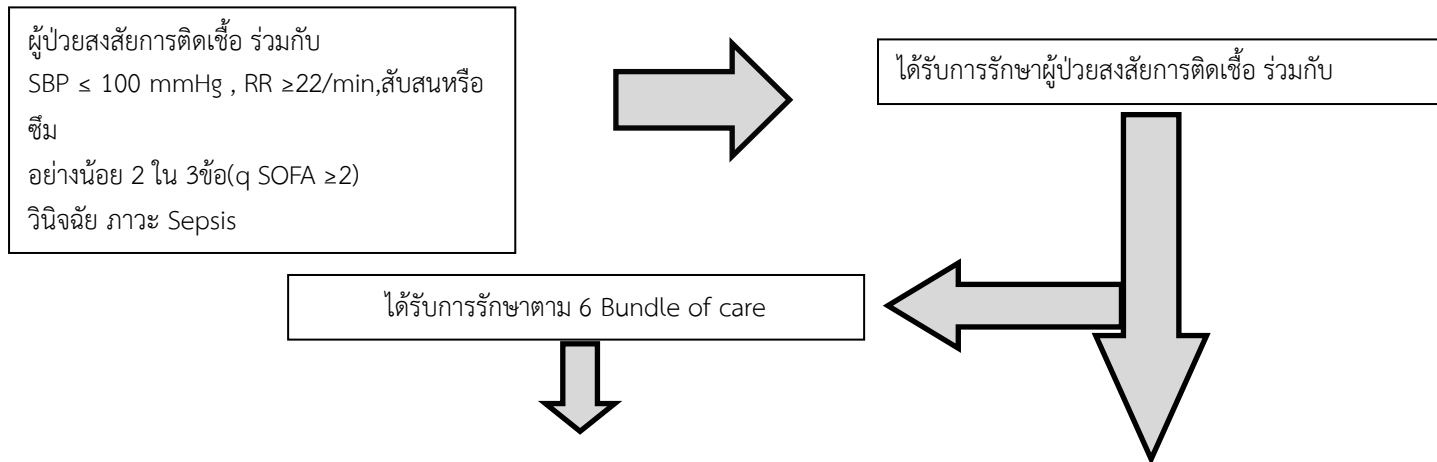 ผู้ป่วยสงสัยการติดเชื้อ ร่วมกับ
SBP ≤ 100 mmHg , RR ≥22/min,สับสนหรือ
ซึม
อย่างน้อย 2 ใน 3ข้อ(q SOFA ≥2)
วินิจฉัย ภาวะ Sepsis
ได้รับการรักษาผู้ป่วยสงสัยการติดเชื้อ ร่วมกับ
ได้รับการรักษาตาม 6 Bundle of care